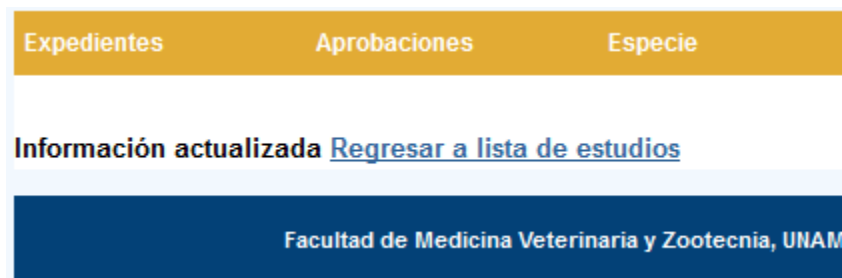 Expedientes Aprobaciones Especie
Información actualizada Regresar a lista de estudios
Facultad de Medicina Veterinaria y Zootecnia, UNAM